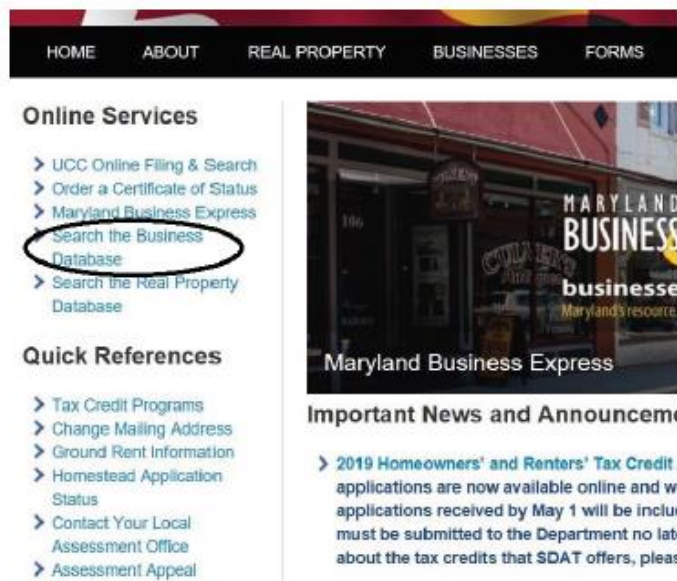 HOME ABOUT REAL PROPERTY BUSINESSES FORMS
Online Services
UCC Online Filing & Search
Order a Certificate of Status
Maryland Business Express
Search the Business
Database
Search the Real Property
Database
Quick References
Tax Credit Programs
Change Mailing Address
Ground Rent Information
Homestead Application
Status
Contact Your Local
Assessment Office
Assessment Appeal
106
MARYLAND
BUSINESS
businesse
Maryland's resource
Maryland Business Express
Important News and Announceme
2019 Homeowners' and Renters' Tax Credit
applications are now available online and w
applications received by May 1 will be inclu
must be submitted to the Department no lat
about the tax credits that SDAT offers, pleas